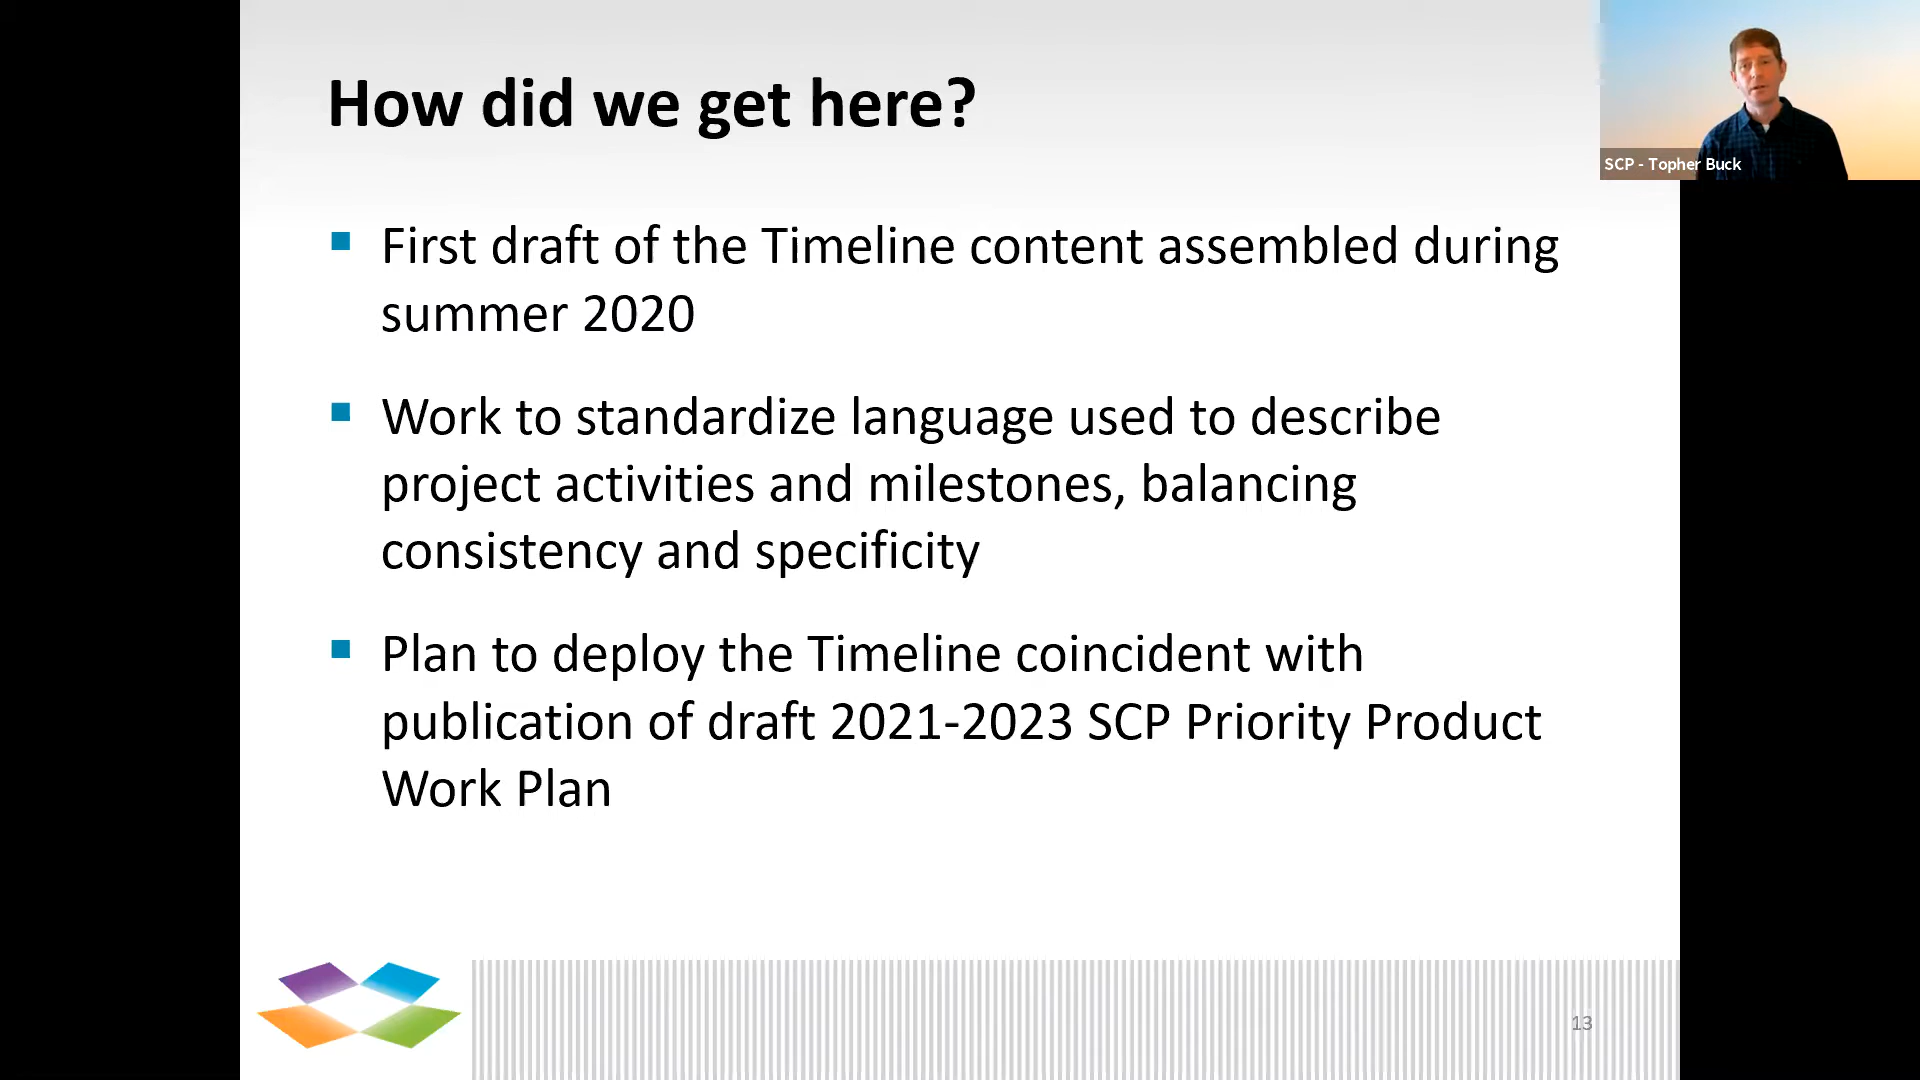 How did we get here?
SCP - Topher Buck
First draft of the Timeline content assembled during
summer 2020
Work to standardize language used to describe
project activities and milestones, balancing
consistency and specificity
Plan to deploy the Timeline coincident with
publication of draft 2021-2023 SCP Priority Product
Work Plan
13